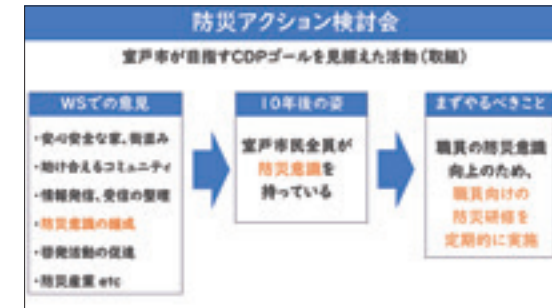 防災アクション検討会
室戸市が目指すCDPゴールを見据えた活動(取組)
WSでの意見
・安心安全な家、街並み
・助け合えるコミュニティ
・情報発信、受信の整理
・防災意識の醸成
・啓発活動の促進
・防災産業 etc
10年後の姿
室戸市民全員が
防災意識を
持っている
まずやるべきこと
職員の防災意識
向上のため、
職員向けの
防災研修を
定期的に実施